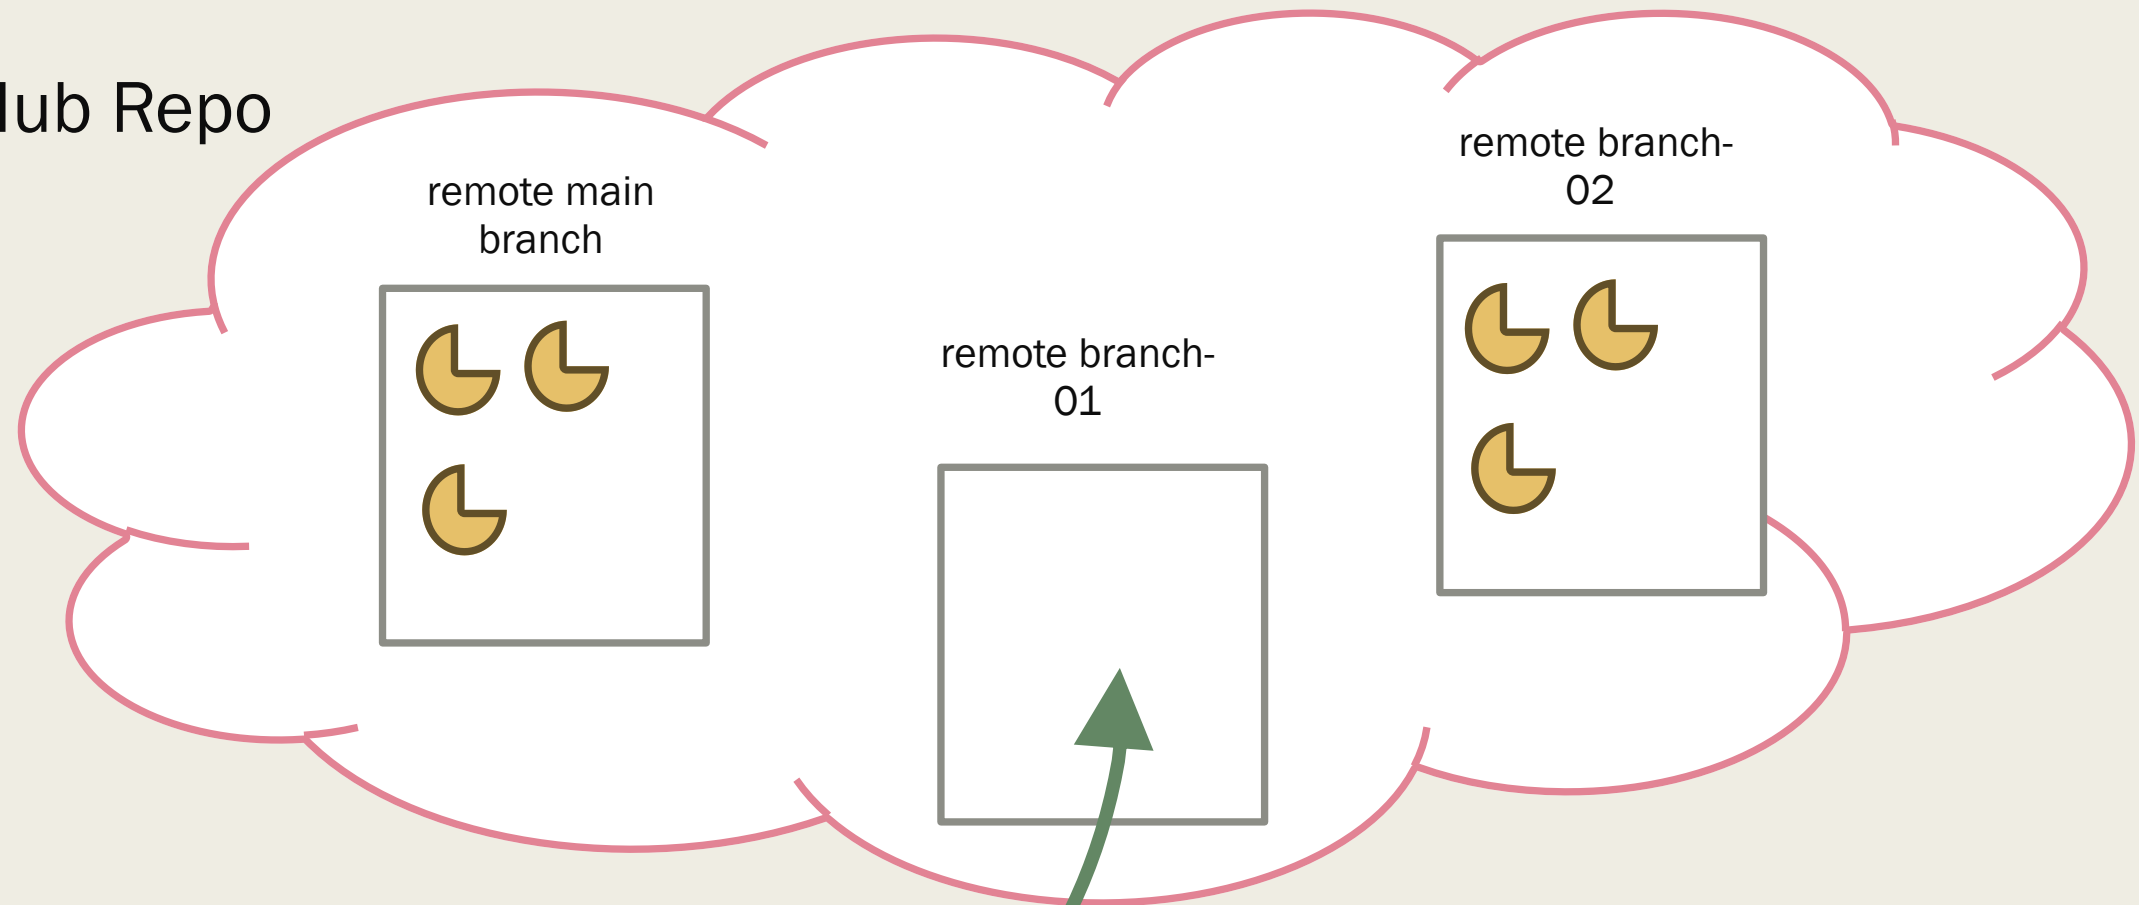 lub Repo
remote main
branch
remote branch-
01
remote branch-
02